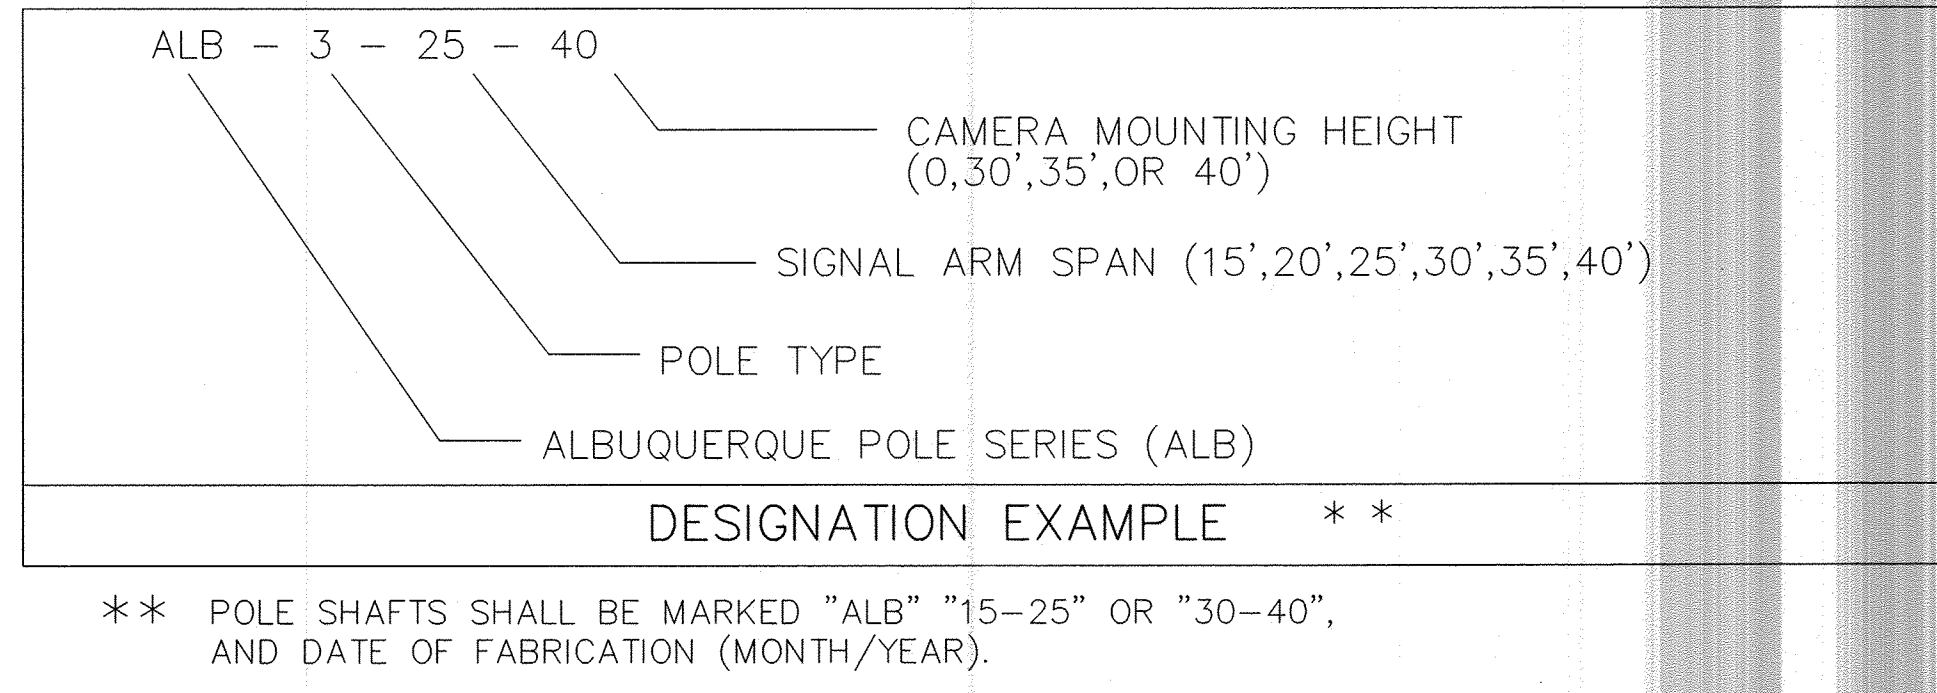 ALB - 3 - 25 - 40
CAMERA MOUNTING HEIGHT
(0,30',35',OR 40')
SIGNAL ARM SPAN (15',20',25',30',35',40')
POLE TYPE
ALBUQUERQUE POLE SERIES (ALB)
DESIGNATION EXAMPLE **
** POLE SHAFTS SHALL BE MARKED "ALB" "15-25" OR "30-40",
AND DATE OF FABRICATION (MONTH/YEAR).